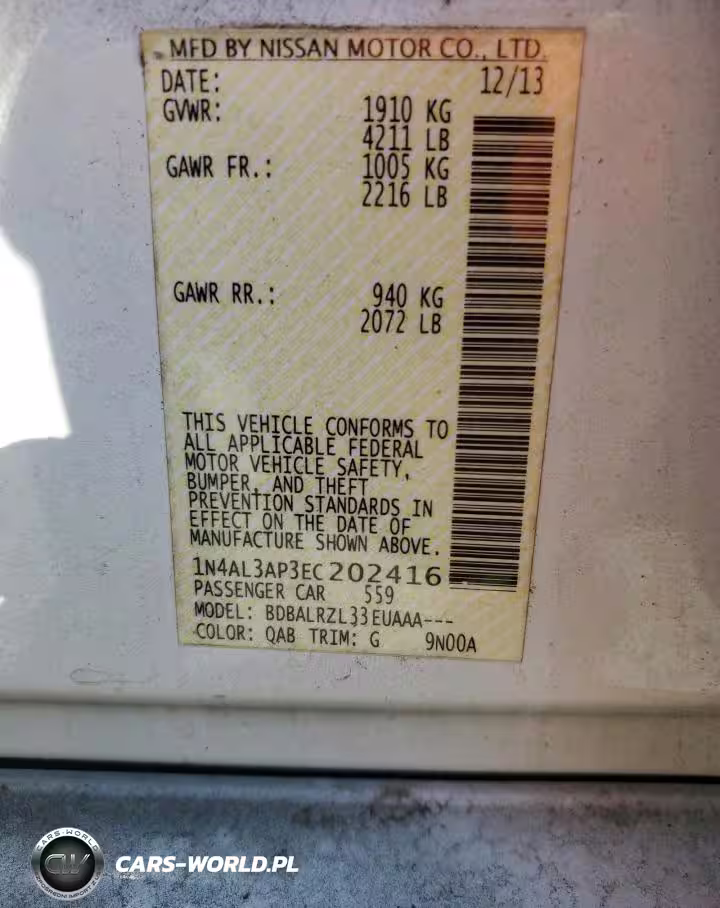 MFD BY NISSAN MOTOR CO., LTD.
DATE: 12/13
GVWR: 1910 KG
4211 LB
GAWR FR.: 1005 KG
2216 LB
GAWR RR.: 940 KG
2072 LB
THIS VEHICLE CONFORMS TO
ALL APPLICABLE FEDERAL
MOTOR VEHICLE SAFETY,
BUMPER, AND THEFT
PREVENTION STANDARDS IN
EFFECT ON THE DATE OF
MANUFACTURE SHOWN ABOVE.
1N4AL3AP3EC202416
PASSENGER CAR 559
MODEL: BDBALRZL33EUAAA---
COLOR: QAB TRIM: G 9N00A
CARS-WORLD
CARS-WORLD.PL